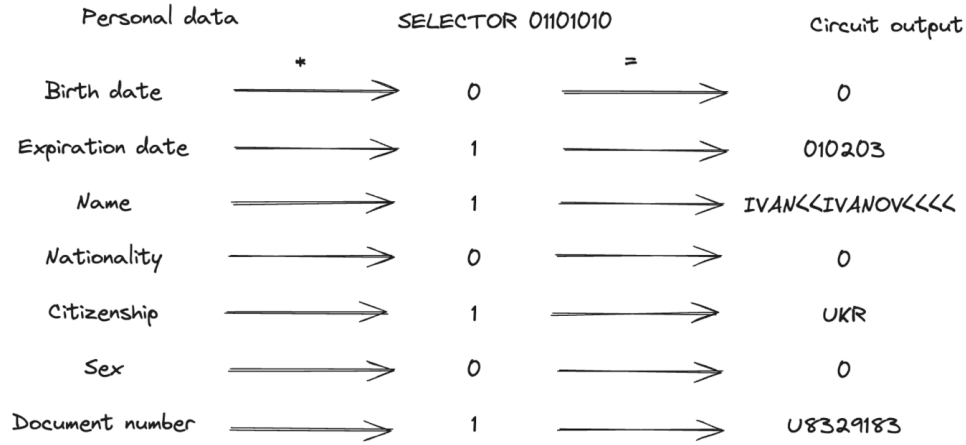 Personal data SELECTOR 01101010 Circuit output
* =
Birth date 0 0
Expiration date 1 010203
Name 1 IVAN<<IVANOV<<<<
Nationality 0 0
Citizenship 1 UKR
Sex 0 0
Document number 1 U8329183